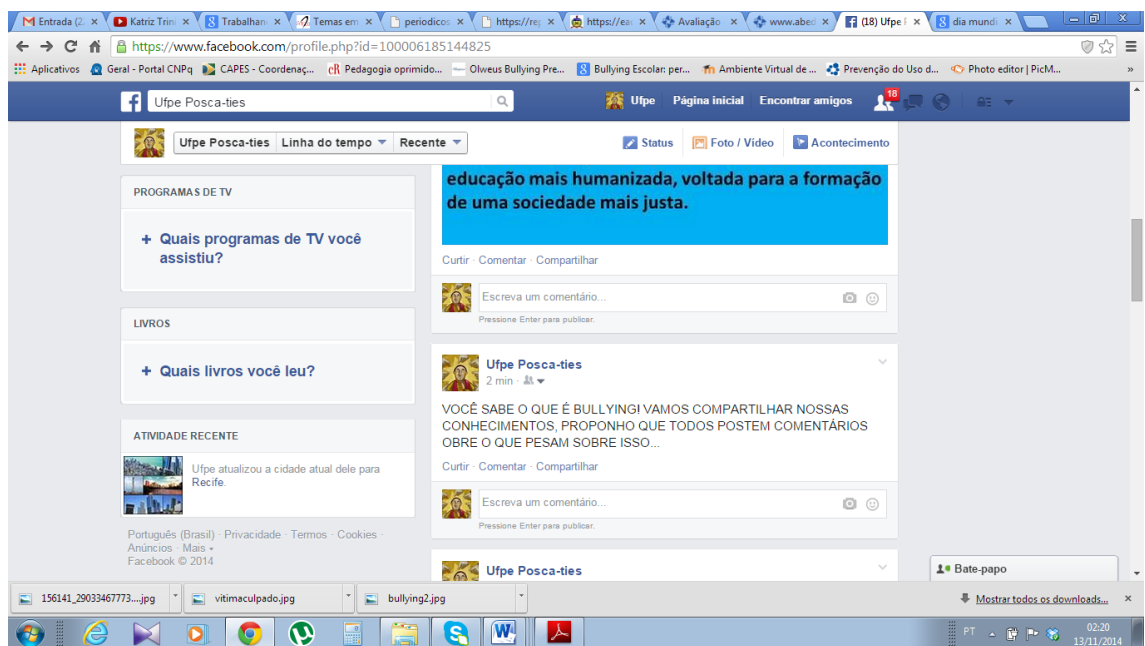 Entrada (2.
Katriz Trini
Trabalhan
Temas em
periodicos
https://rep
https://ea
Avaliação
www.abed
(18) Ufpe P
dia mundi
https://www.facebook.com/profile.php?id=100006185144825
Aplicativos
Geral - Portal CNPq
CAPES - Coordenaç...
cR Pedagogia oprimido...
Olweus Bullying Pre...
Bullying Escolar: per...
Ambiente Virtual de ...
Prevenção do Uso d...
Photo editor | PicM...
»
f
Ufpe Posca-ties
Ufpe
Página inicial
Encontrar amigos
18
Ufpe Posca-ties
Linha do tempo
Recente
Status
Foto / Vídeo
Acontecimento
PROGRAMAS DE TV
+ Quais programas de TV você
assistiu?
LIVROS
+ Quais livros você leu?
ATIVIDADE RECENTE
Ufpe atualizou a cidade atual dele para
Recife.
Português (Brasil) · Privacidade · Termos · Cookies ·
Anúncios · Mais
Facebook © 2014
educação mais humanizada, voltada para a formação
de uma sociedade mais justa.
Curtir · Comentar · Compartilhar
Escreva um comentário...
Pressione Enter para publicar.
Ufpe Posca-ties
2 min ·
VOCÊ SABE O QUE É BULLYING! VAMOS COMPARTILHAR NOSSAS
CONHECIMENTOS, PROPONHO QUE TODOS POSTEM COMENTÁRIOS
OBRE O QUE PESAM SOBRE ISSO...
Curtir · Comentar · Compartilhar
Escreva um comentário...
Pressione Enter para publicar.
Ufpe Posca-ties
Bate-papo
156141_29033467773....jpg
vitimaculpado.jpg
bullying2.jpg
Mostrar todos os downloads...
PT
02:20
13/11/2014